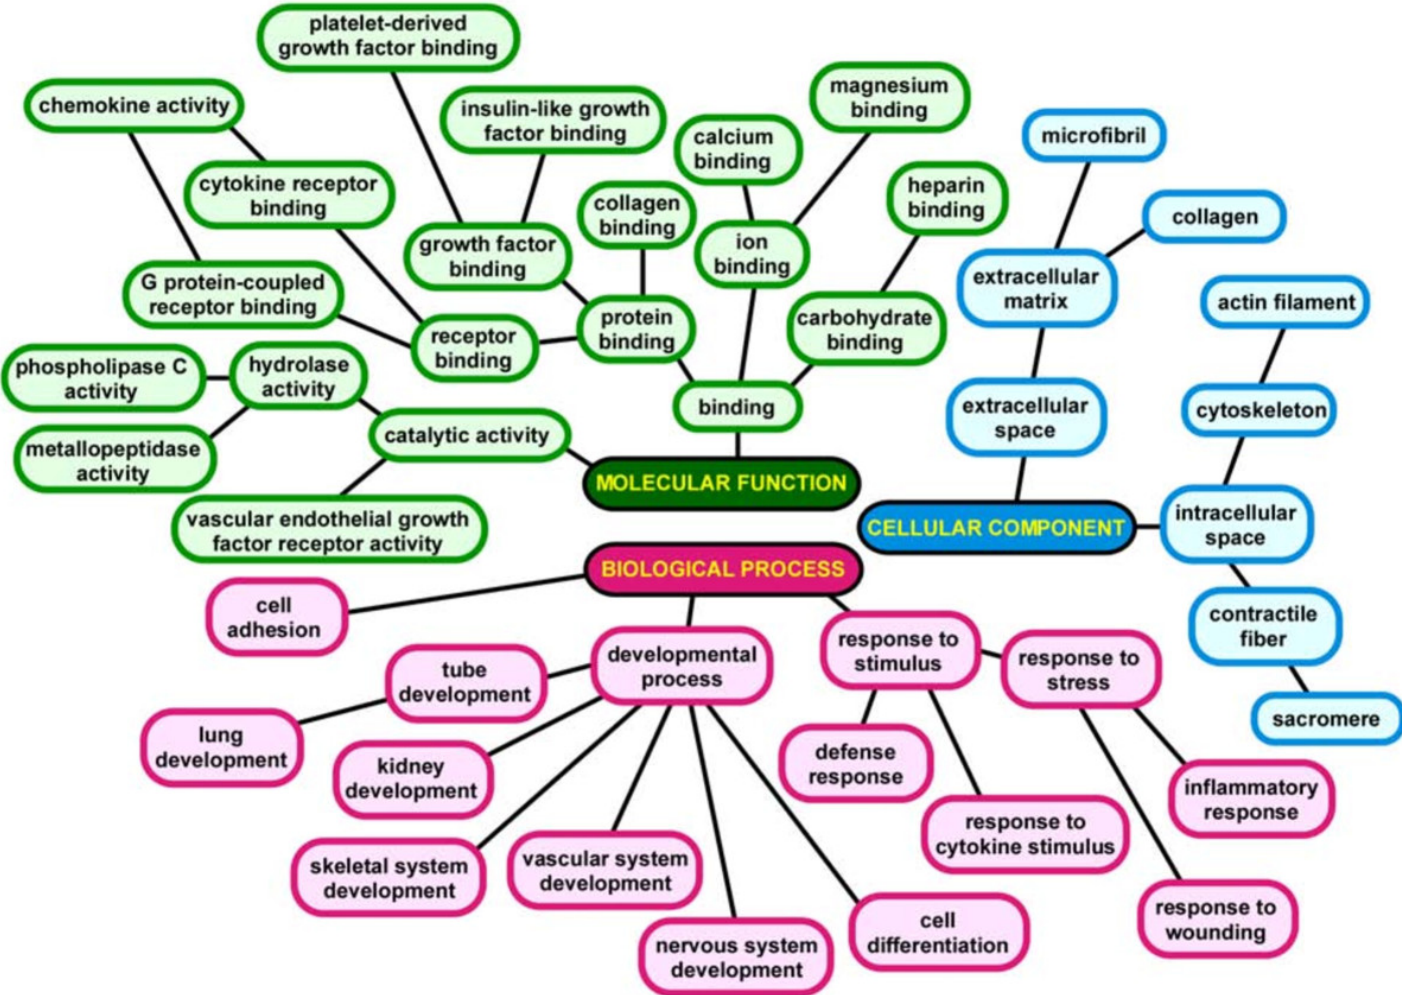 platelet-derived
growth factor binding
chemokine activity
insulin-like growth
factor binding
magnesium
binding
calcium
binding
microfibril
cytokine receptor
binding
collagen
binding
heparin
binding
collagen
growth factor
binding
ion
binding
extracellular
matrix
G protein-coupled
receptor binding
actin filament
receptor
binding
protein
binding
carbohydrate
binding
phospholipase C
activity
hydrolase
activity
binding
extracellular
space
cytoskeleton
metallopeptidase
activity
catalytic activity
MOLECULAR FUNCTION
vascular endothelial growth
factor receptor activity
CELLULAR COMPONENT
intracellular
space
BIOLOGICAL PROCESS
cell
adhesion
contractile
fiber
tube
development
developmental
process
response to
stimulus
response to
stress
sacromere
lung
development
kidney
development
defense
response
inflammatory
response
response to
cytokine stimulus
skeletal system
development
vascular system
development
response to
wounding
nervous system
development
cell
differentiation